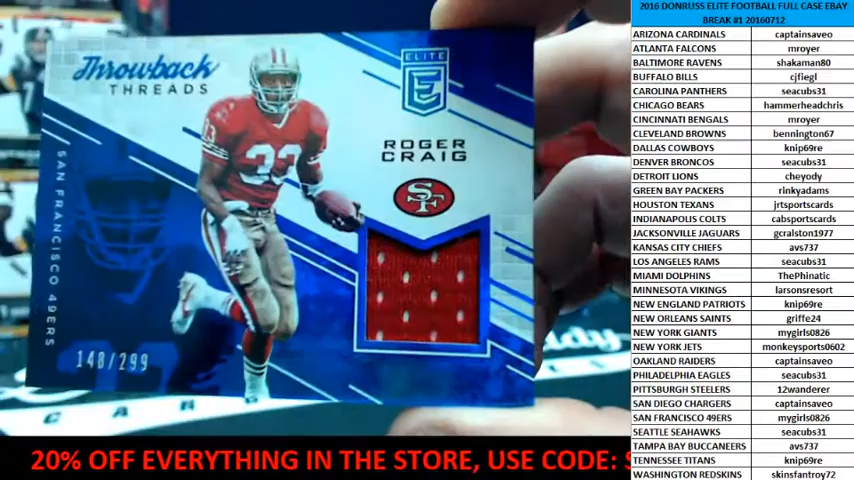 Throwback
THREADS
ELITE
E
ROGER
CRAIG
SF
33
33
SAN FRANCISCO 49ERS
148/299
C A R D
20% OFF EVERYTHING IN THE STORE, USE CODE:
2016 DONRUSS ELITE FOOTBALL FULL CASE EBAY
BREAK #1 20160712
ARIZONA CARDINALS captainsaveo
ATLANTA FALCONS mroyer
BALTIMORE RAVENS shakaman80
BUFFALO BILLS cjfiegl
CAROLINA PANTHERS seacubs31
CHICAGO BEARS hammerheadchris
CINCINNATI BENGALS mroyer
CLEVELAND BROWNS bennington67
DALLAS COWBOYS knip69re
DENVER BRONCOS seacubs31
DETROIT LIONS cheyody
GREEN BAY PACKERS rinkyadams
HOUSTON TEXANS jrtsportscards
INDIANAPOLIS COLTS cabsportscards
JACKSONVILLE JAGUARS gcralston1977
KANSAS CITY CHIEFS avs737
LOS ANGELES RAMS seacubs31
MIAMI DOLPHINS ThePhinatic
MINNESOTA VIKINGS larsonsresort
NEW ENGLAND PATRIOTS knip69re
NEW ORLEANS SAINTS griffe24
NEW YORK GIANTS mygirls0826
NEW YORK JETS monkeysports0602
OAKLAND RAIDERS captainsaveo
PHILADELPHIA EAGLES seacubs31
PITTSBURGH STEELERS 12wanderer
SAN DIEGO CHARGERS captainsaveo
SAN FRANCISCO 49ERS mygirls0826
SEATTLE SEAHAWKS seacubs31
TAMPA BAY BUCCANEERS avs737
TENNESSEE TITANS knip69re
WASHINGTON REDSKINS skinsfantroy72